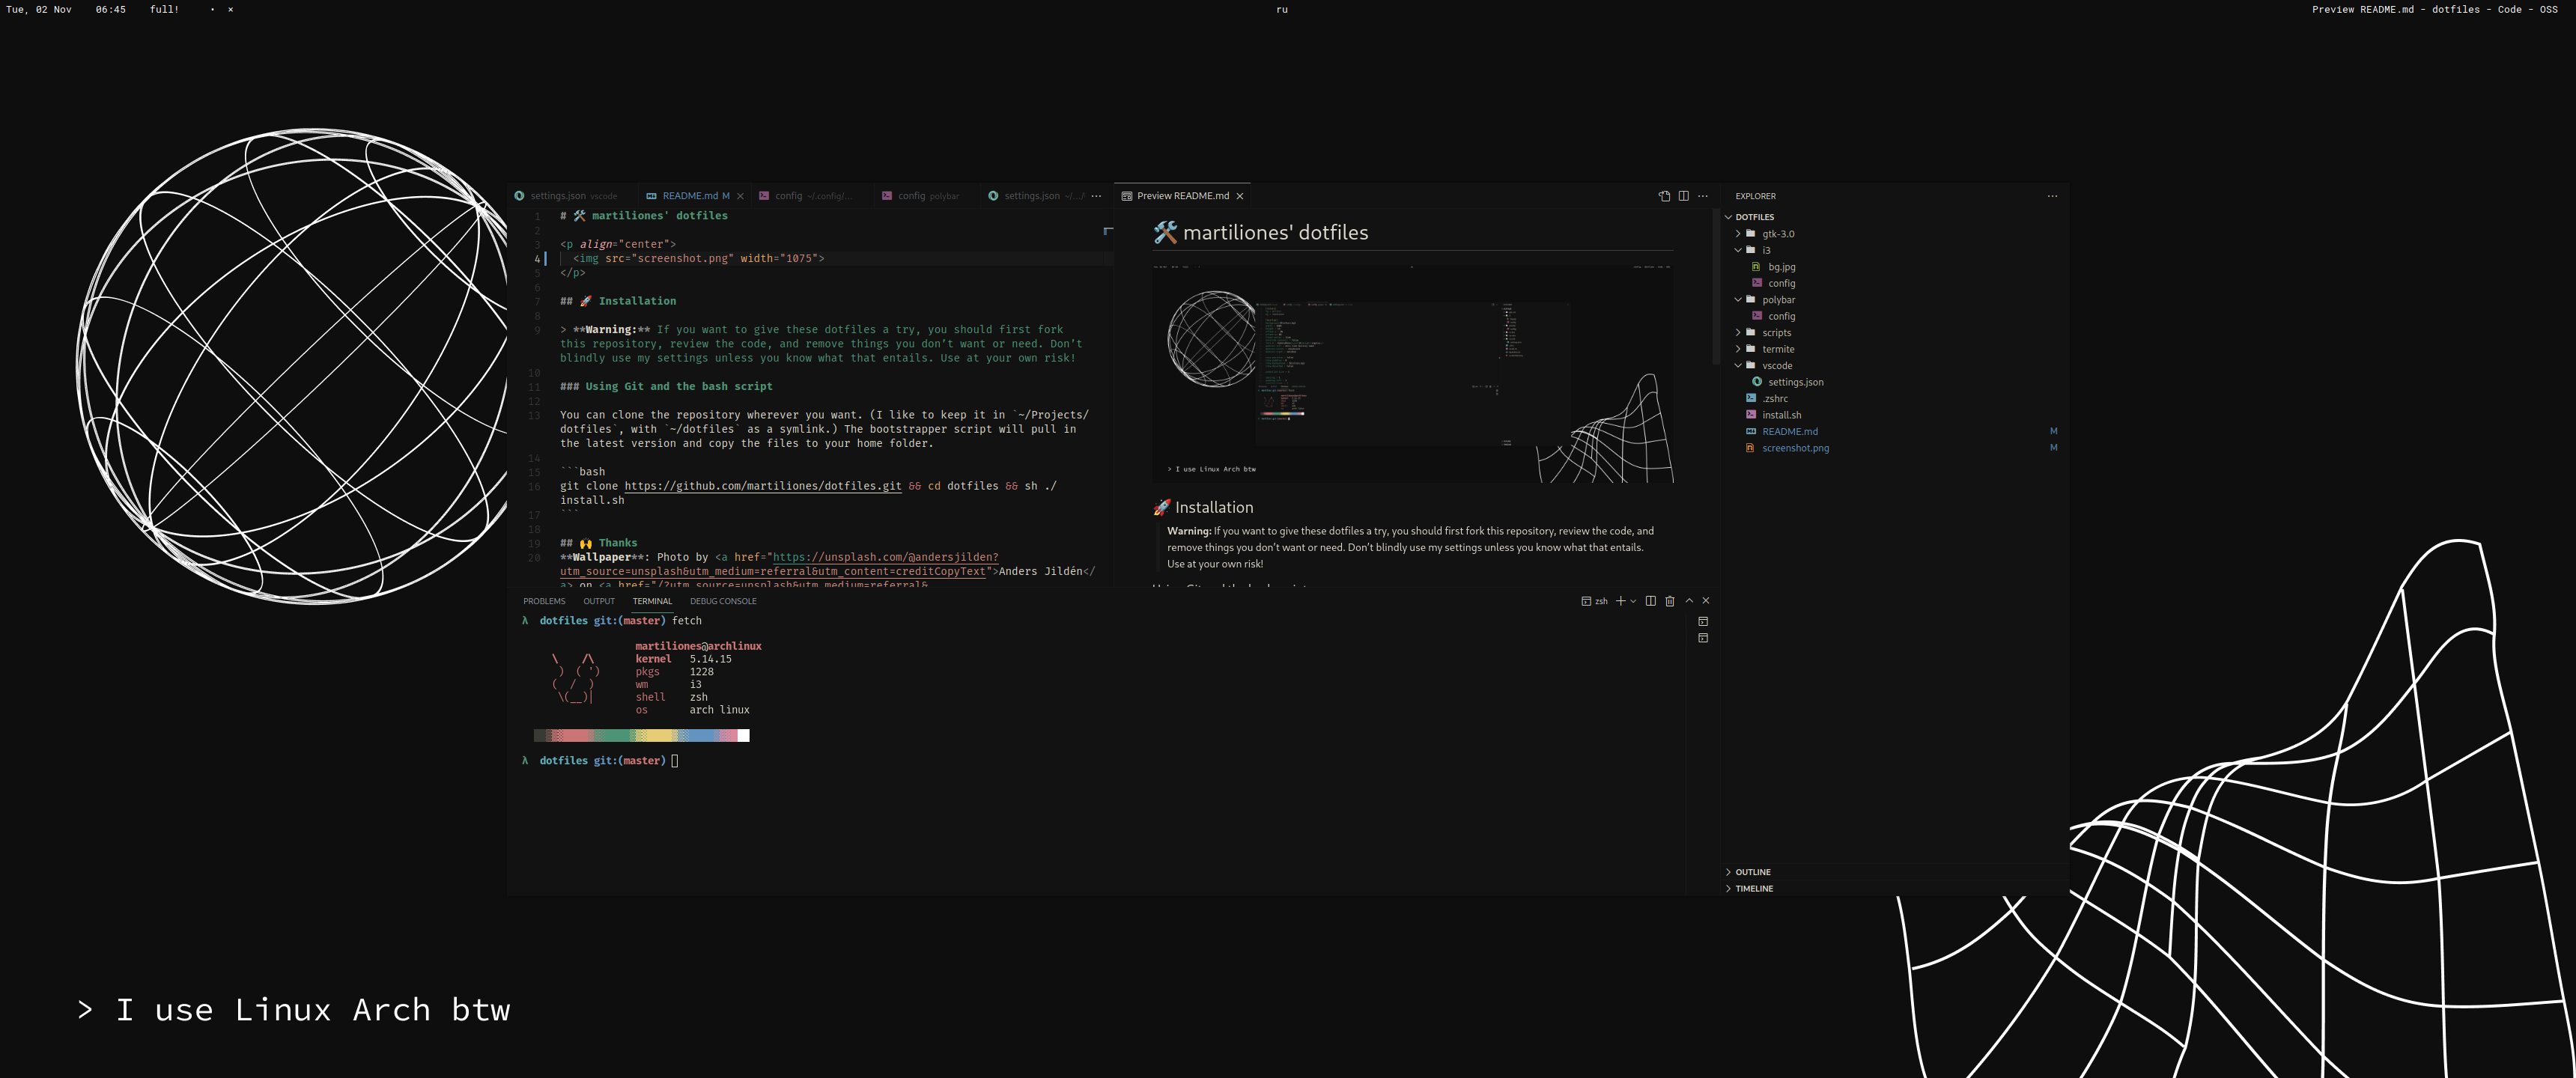 Tue, 02 Nov 06:45 full! • ×
ru
Preview README.md - dotfiles - Code - OSS
settings.json vscode
README.md M
config ~/.config/...
config polybar
settings.json ~/.../
1 # 🛠 martiliones' dotfiles
2
3 <p align="center">
4 <img src="screenshot.png" width="1075">
5 </p>
6
7 ## 🚀 Installation
8
9 > **Warning:** If you want to give these dotfiles a try, you should first fork
this repository, review the code, and remove things you don't want or need. Don't
blindly use my settings unless you know what that entails. Use at your own risk!
10
11 ### Using Git and the bash script
12
13 You can clone the repository wherever you want. (I like to keep it in `~/Projects/
dotfiles`, with `~/dotfiles` as a symlink.) The bootstrapper script will pull in
the latest version and copy the files to your home folder.
14
15 ```bash
16 git clone https://github.com/martiliones/dotfiles.git && cd dotfiles && sh ./
install.sh
17 ```
18
19 ## 🙌 Thanks
20 **Wallpaper**: Photo by <a href="https://unsplash.com/@andersjilden?
utm_source=unsplash&utm_medium=referral&utm_content=creditCopyText">Anders Jildén</
a> on <a href="/?utm_source=unsplash&utm_medium=referral&
Preview README.md
🛠 martiliones' dotfiles
> I use Linux Arch btw
🚀 Installation
Warning: If you want to give these dotfiles a try, you should first fork this repository, review the code, and
remove things you don't want or need. Don't blindly use my settings unless you know what that entails.
Use at your own risk!
EXPLORER
DOTFILES
gtk-3.0
i3
bg.jpg
config
polybar
config
scripts
termite
vscode
settings.json
.zshrc
install.sh
README.md M
screenshot.png M
OUTLINE
TIMELINE
PROBLEMS OUTPUT TERMINAL DEBUG CONSOLE
zsh
λ dotfiles git:(master) fetch
martiliones@archlinux
kernel 5.14.15
pkgs 1228
wm i3
shell zsh
os arch linux
λ dotfiles git:(master)
> I use Linux Arch btw